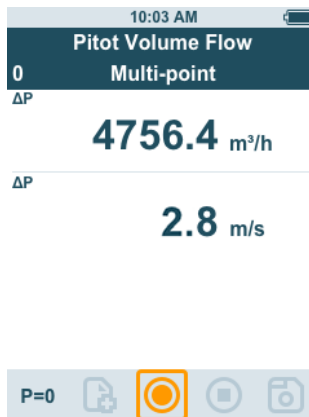 10:03 AM
Pitot Volume Flow
0 Multi-point
ΔP
4756.4 m³/h
ΔP
2.8 m/s
P=0